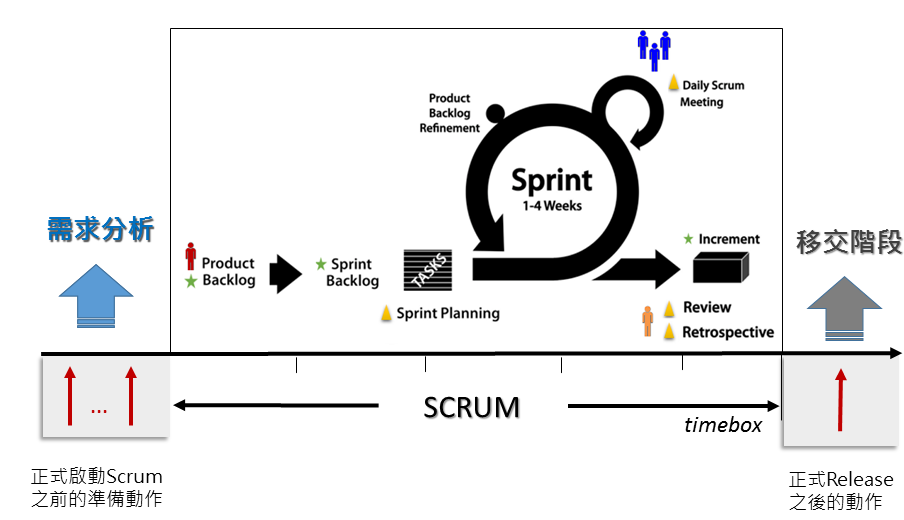 Daily Scrum
Meeting
Product
Backlog
Refinement
Sprint
1-4 Weeks
需求分析
移交階段
Product
Backlog
Sprint
Backlog
TASKS
Increment
Sprint Planning
Review
Retrospective
...
SCRUM
timebox
正式啟動Scrum
之前的準備動作
正式Release
之後的動作